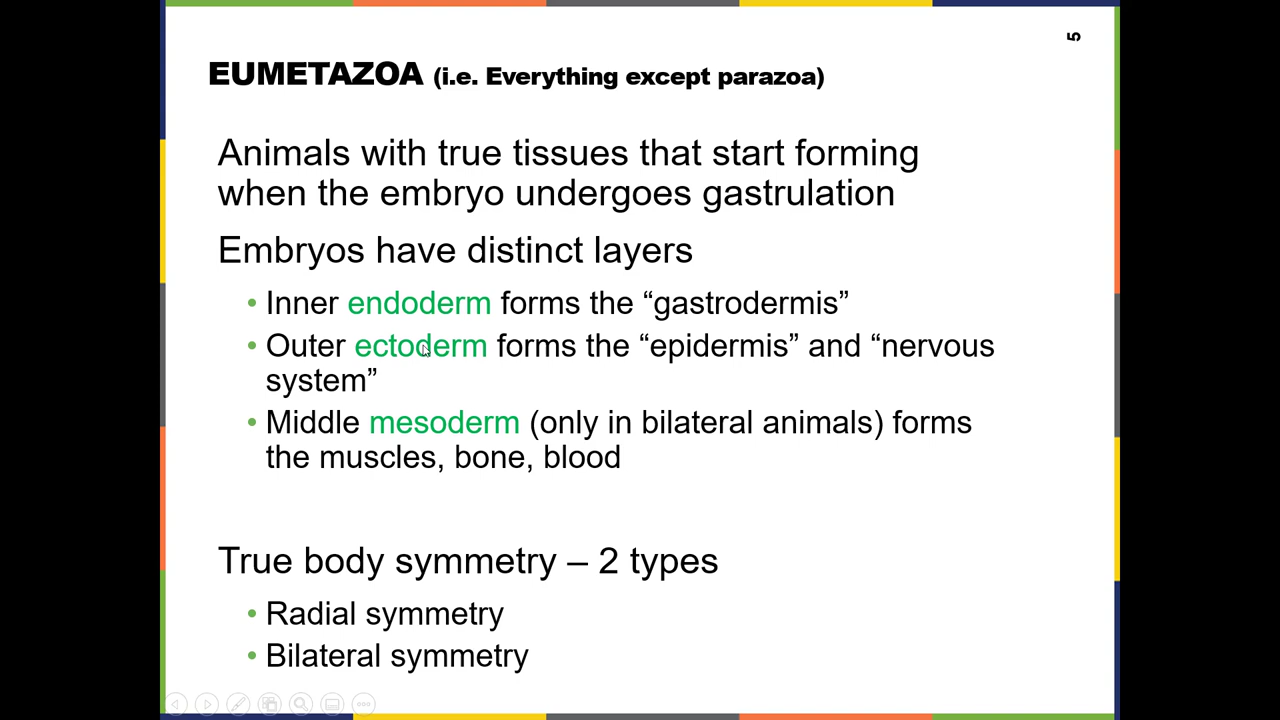 5
EUMETAZOA (i.e. Everything except parazoa)
Animals with true tissues that start forming
when the embryo undergoes gastrulation
Embryos have distinct layers
• Inner endoderm forms the “gastrodermis”
• Outer ectoderm forms the “epidermis” and “nervous
system”
• Middle mesoderm (only in bilateral animals) forms
the muscles, bone, blood
True body symmetry – 2 types
• Radial symmetry
• Bilateral symmetry